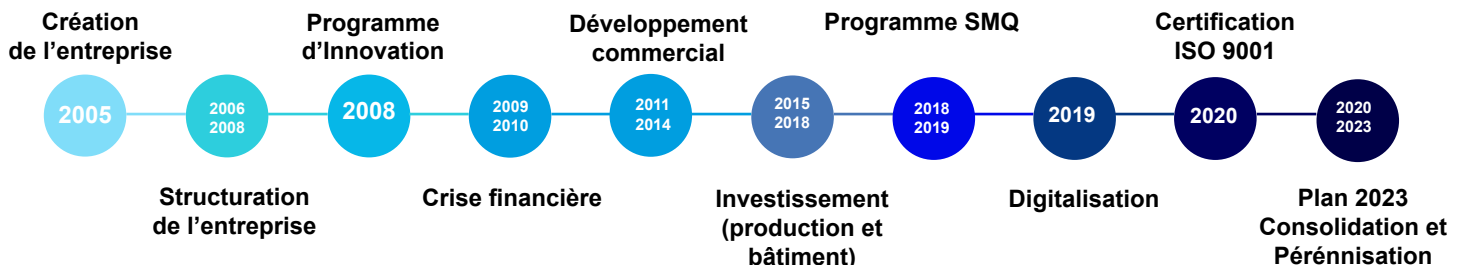 Création
de l’entreprise
2005
2006
2008
Structuration
de l’entreprise
Programme
d’Innovation
2008
2009
2010
Crise financière
Développement
commercial
2011
2014
2015
2018
Investissement
(production et
bâtiment)
Programme SMQ
2018
2019
2019
Digitalisation
Certification
ISO 9001
2020
2020
2023
Plan 2023
Consolidation et
Pérénnisation